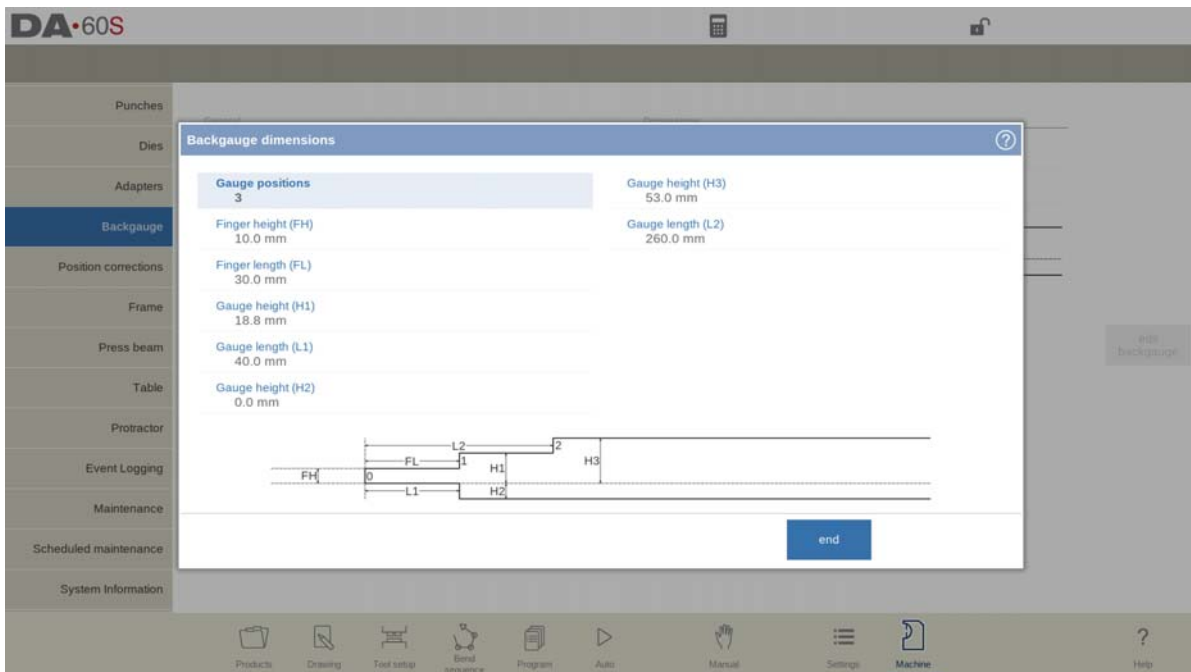 DA•60S
Punches
Dies
Adapters
Backgauge
Position corrections
Frame
Press beam
Table
Protractor
Event Logging
Maintenance
Scheduled maintenance
System Information
Backgauge dimensions
?
Gauge positions
3
Finger height (FH)
10.0 mm
Finger length (FL)
30.0 mm
Gauge height (H1)
18.8 mm
Gauge length (L1)
40.0 mm
Gauge height (H2)
0.0 mm
Gauge height (H3)
53.0 mm
Gauge length (L2)
260.0 mm
L2
2
FL
1
H1
H3
FH
0
L1
H2
end
edit
backgauge
Products
Drawing
Tool setup
Bend
sequence
Program
Auto
Manual
Settings
Machine
?
Help